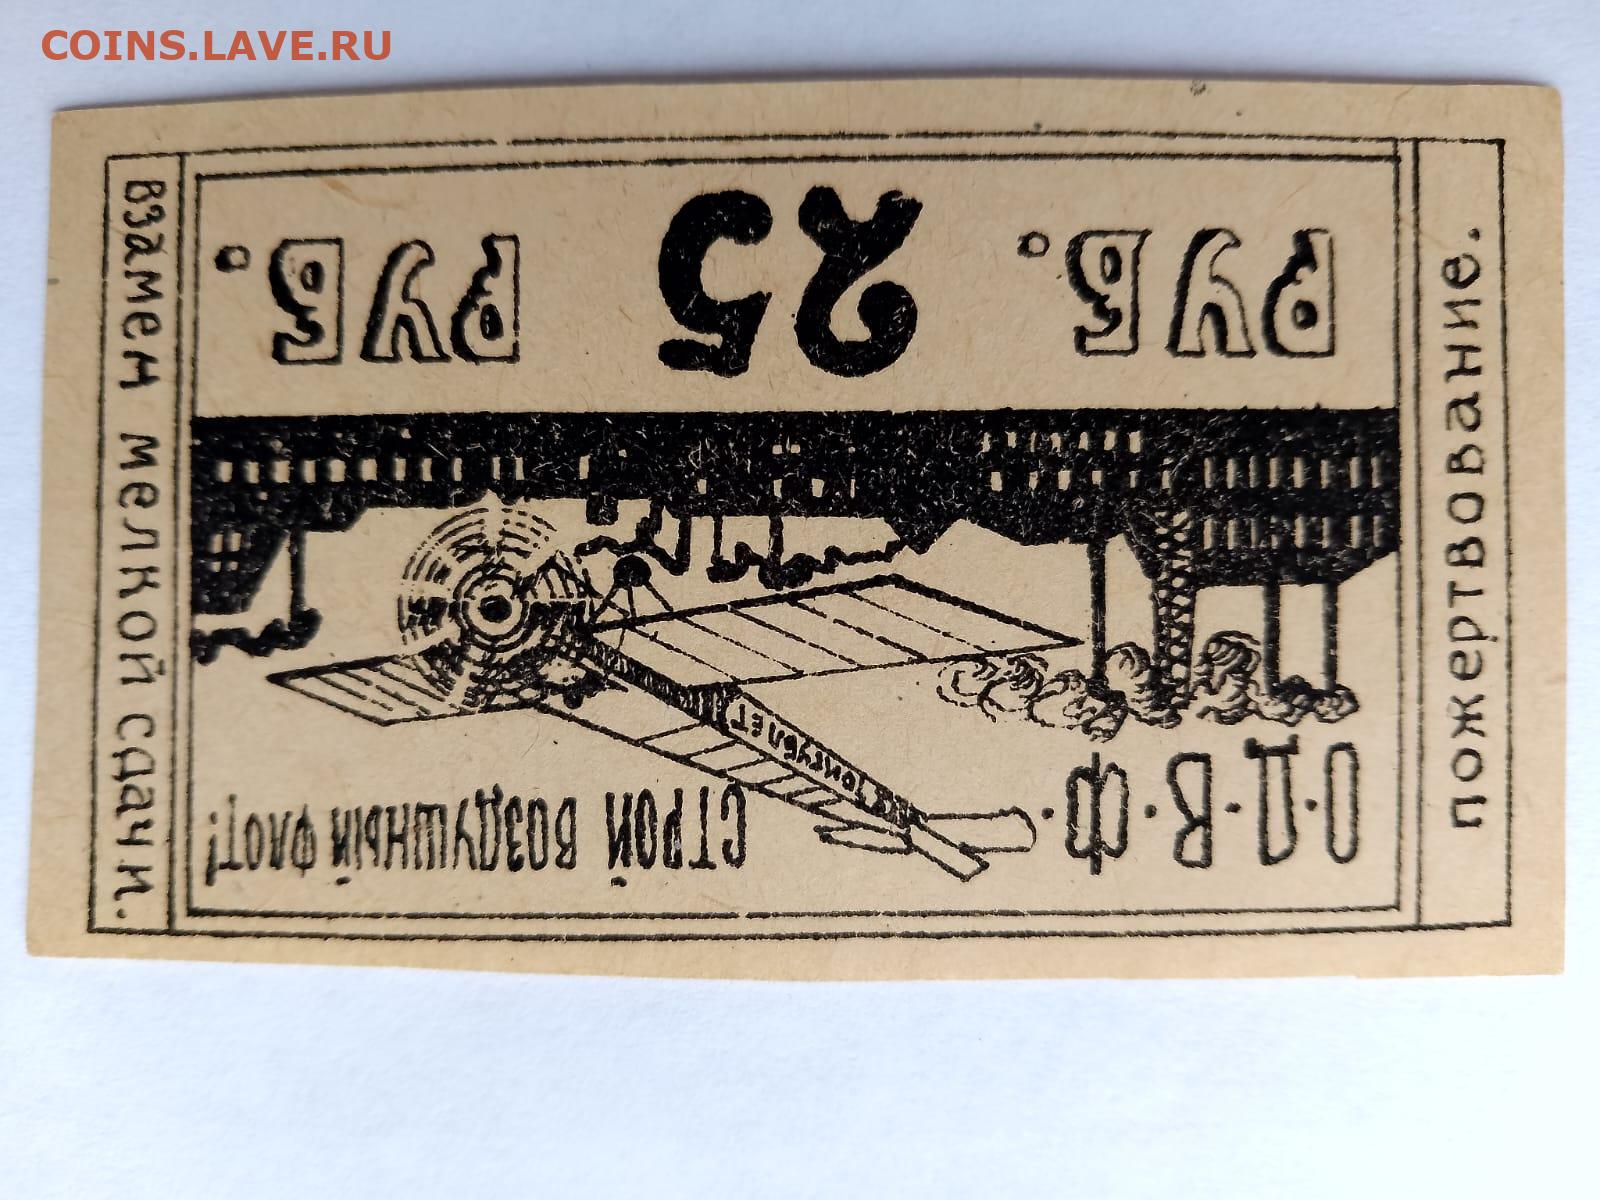 COINS.LAVE.RU
О.Д.В.Ф.
СТРОЙ ВОЗДУШНЫЙ ФЛОТ!
РУБ. 25 РУБ.
пожертвование.
взамен мелкой сдачи.